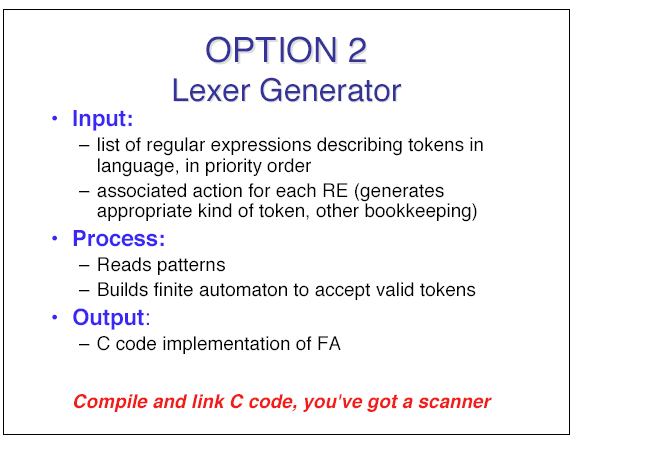 OPTION 2
Lexer Generator
• Input:
– list of regular expressions describing tokens in
language, in priority order
– associated action for each RE (generates
appropriate kind of token, other bookkeeping)
• Process:
– Reads patterns
– Builds finite automaton to accept valid tokens
• Output:
– C code implementation of FA
Compile and link C code, you've got a scanner